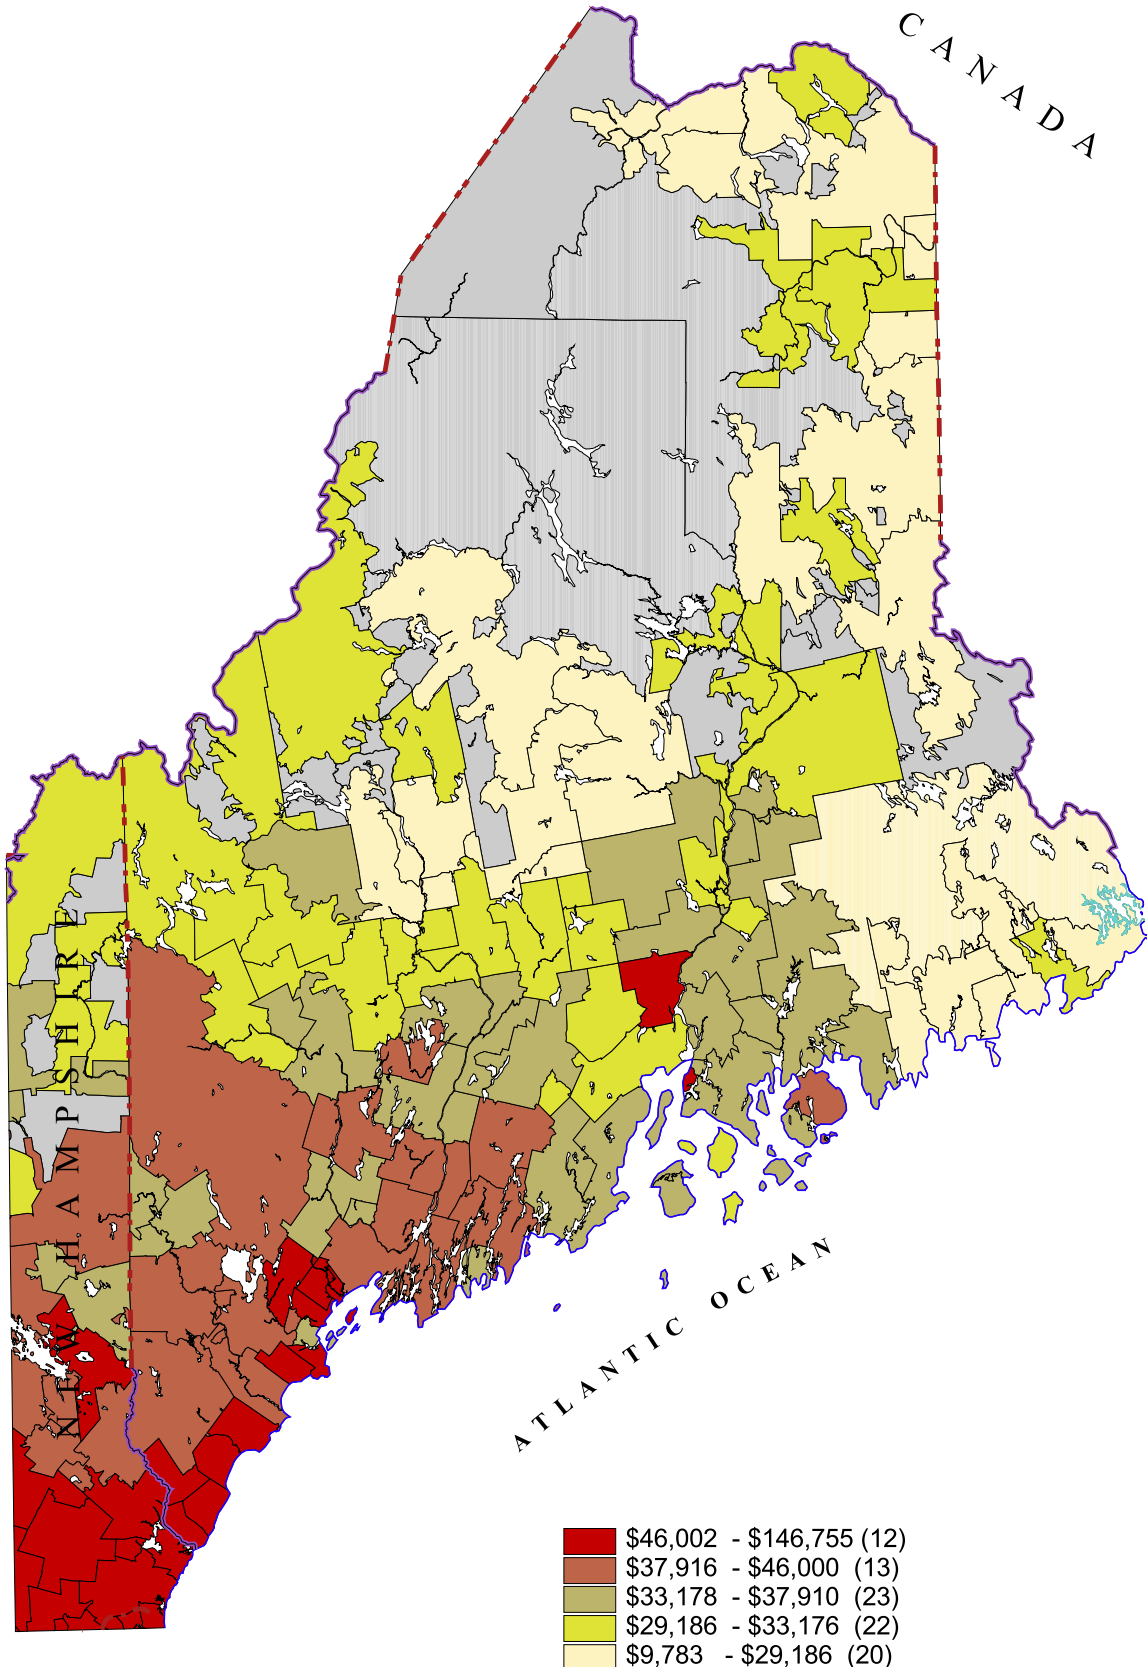 CANADA
NEW HAMPSHIRE
ATLANTIC OCEAN
$46,002 - $146,755 (12)
$37,916 - $46,000 (13)
$33,178 - $37,910 (23)
$29,186 - $33,176 (22)
$9,783 - $29,186 (20)